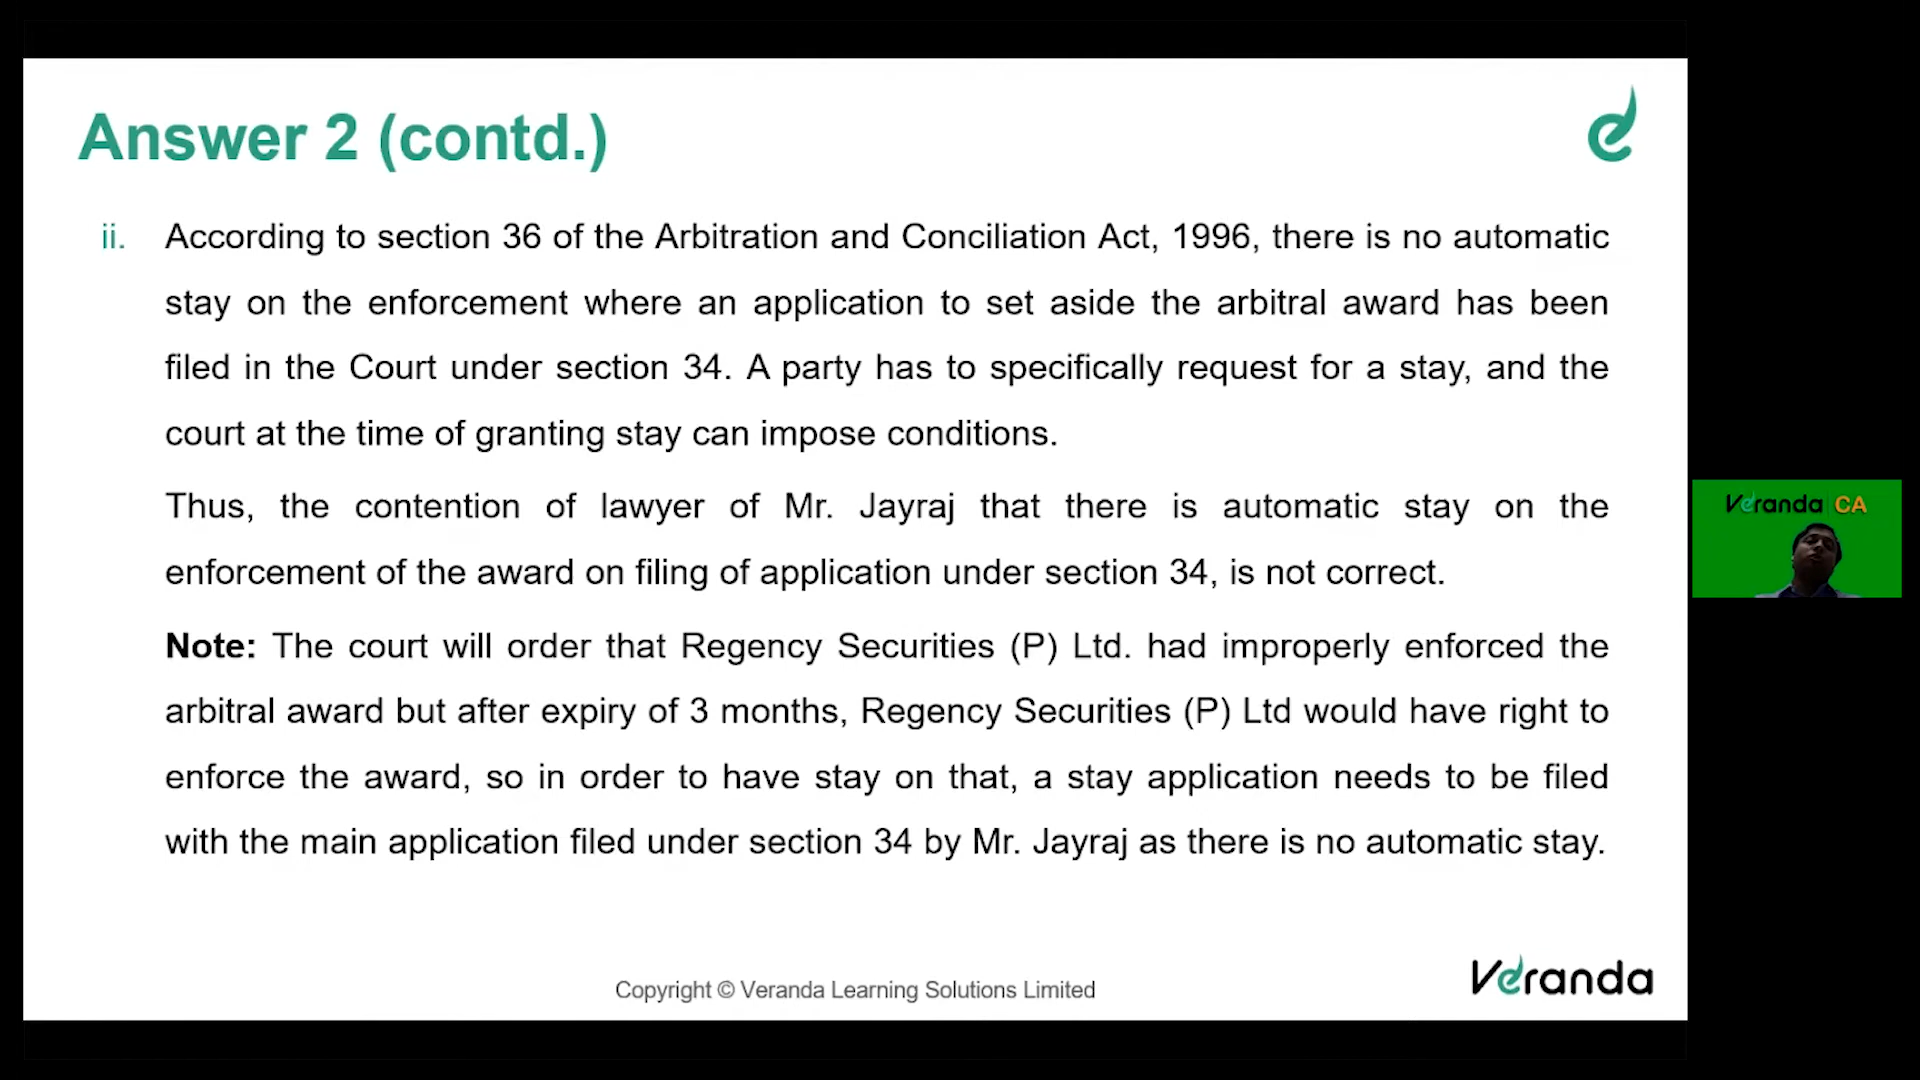 Answer 2 (contd.)
ii. According to section 36 of the Arbitration and Conciliation Act, 1996, there is no automatic
stay on the enforcement where an application to set aside the arbitral award has been
filed in the Court under section 34. A party has to specifically request for a stay, and the
court at the time of granting stay can impose conditions.
Thus, the contention of lawyer of Mr. Jayraj that there is automatic stay on the
enforcement of the award on filing of application under section 34, is not correct.
Note: The court will order that Regency Securities (P) Ltd. had improperly enforced the
arbitral award but after expiry of 3 months, Regency Securities (P) Ltd would have right to
enforce the award, so in order to have stay on that, a stay application needs to be filed
with the main application filed under section 34 by Mr. Jayraj as there is no automatic stay.
Copyright © Veranda Learning Solutions Limited
Veranda
Veranda CA